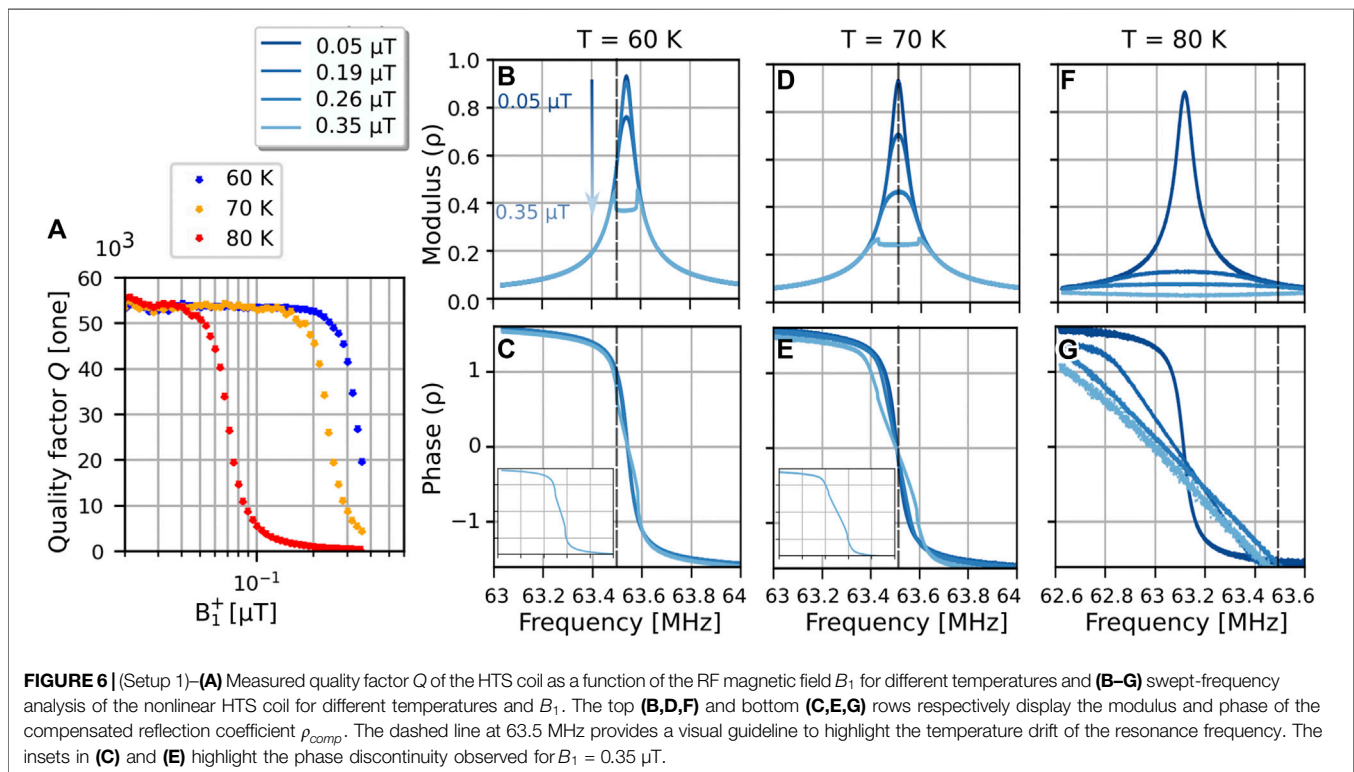 0.05 µT
0.19 µT
0.26 µT
0.35 µT
60 K
70 K
80 K
A
10³
Quality factor Q [one]
60
50
40
30
20
10
0
10⁻¹
B₁⁺ [µT]
T = 60 K
T = 70 K
T = 80 K
B
D
F
Modulus (ρ)
1.0
0.8
0.6
0.4
0.2
0.0
0.05 µT
0.35 µT
C
E
G
Phase (ρ)
1
0
−1
63 63.2 63.4 63.6 63.8 64
63 63.2 63.4 63.6 63.8 64
62.6 62.8 63 63.2 63.4 63.6
Frequency [MHz]
Frequency [MHz]
Frequency [MHz]
FIGURE 6 | (Setup 1)–(A) Measured quality factor Q of the HTS coil as a function of the RF magnetic field B₁ for different temperatures and (B–G) swept-frequency
analysis of the nonlinear HTS coil for different temperatures and B₁. The top (B,D,F) and bottom (C,E,G) rows respectively display the modulus and phase of the
compensated reflection coefficient ρcomp. The dashed line at 63.5 MHz provides a visual guideline to highlight the temperature drift of the resonance frequency. The
insets in (C) and (E) highlight the phase discontinuity observed for B₁ = 0.35 µT.